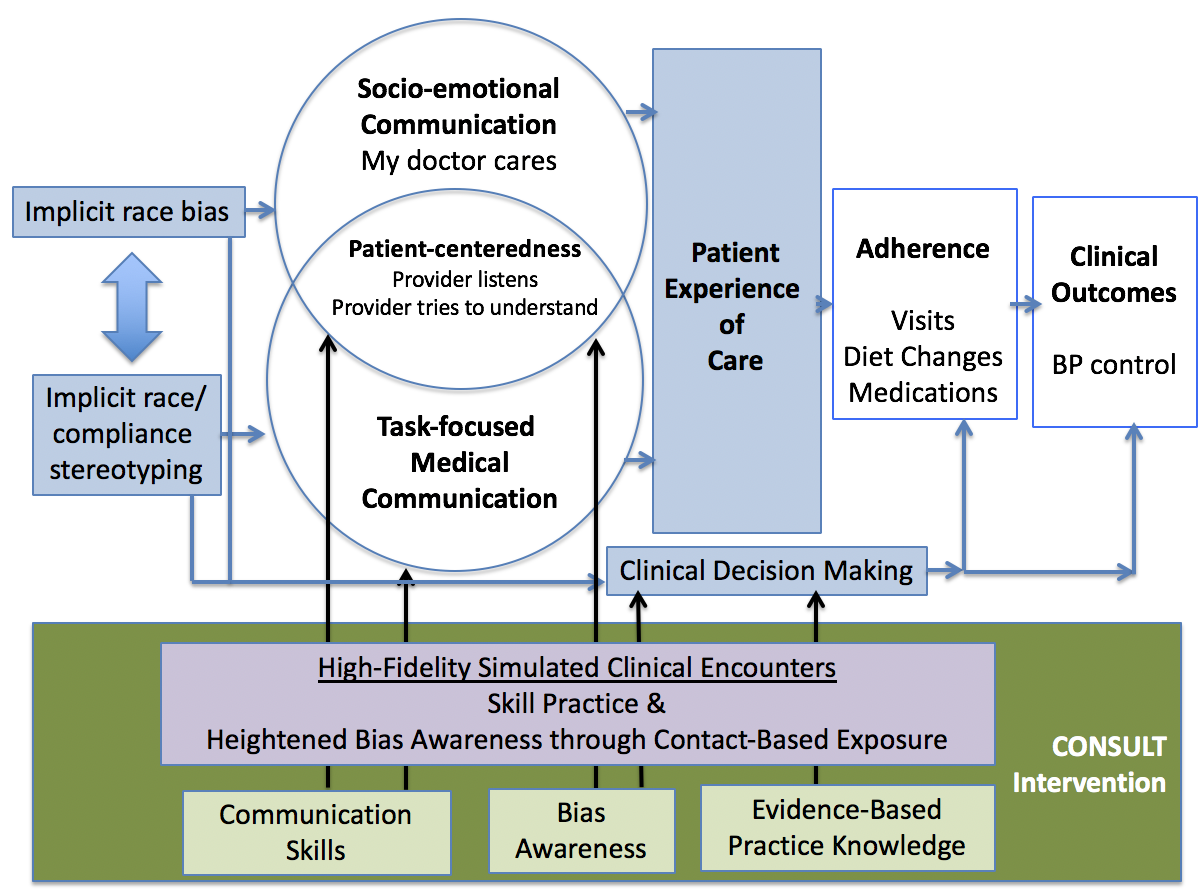 Socio-emotional
Communication
My doctor cares
Implicit race bias
Patient-centeredness
Provider listens
Provider tries to understand
Implicit race/
compliance
stereotyping
Task-focused
Medical
Communication
Patient
Experience
of
Care
Adherence
Visits
Diet Changes
Medications
Clinical
Outcomes
BP control
Clinical Decision Making
High-Fidelity Simulated Clinical Encounters
Skill Practice &
Heightened Bias Awareness through Contact-Based Exposure
CONSULT
Intervention
Communication
Skills
Bias
Awareness
Evidence-Based
Practice Knowledge